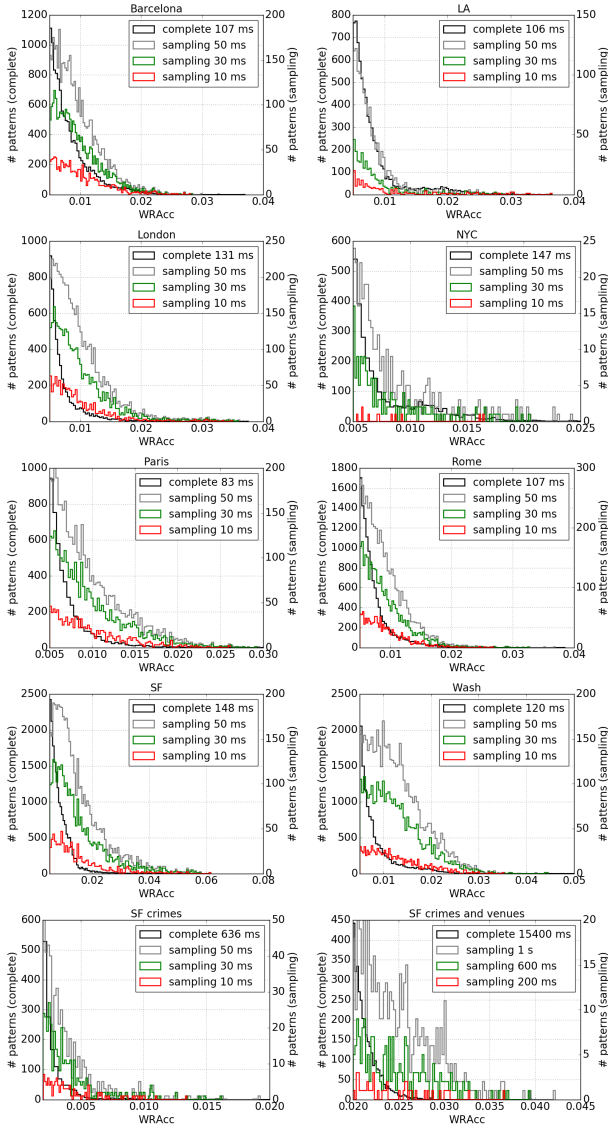 Barcelona
1200
1000
800
600
400
200
0
200
150
100
50
0
0.01
0.02
0.03
0.04
# patterns (complete)
# patterns (sampling)
WRAcc
complete 107 ms
sampling 50 ms
sampling 30 ms
sampling 10 ms
LA
800
700
600
500
400
300
200
100
0
150
100
50
0
0.01
0.02
0.03
0.04
# patterns (complete)
# patterns (sampling)
WRAcc
complete 106 ms
sampling 50 ms
sampling 30 ms
sampling 10 ms
London
1000
800
600
400
200
0
250
200
150
100
50
0
0.01
0.02
0.03
0.04
# patterns (complete)
# patterns (sampling)
WRAcc
complete 131 ms
sampling 50 ms
sampling 30 ms
sampling 10 ms
NYC
600
500
400
300
200
100
0
25
20
15
10
5
0
0.005
0.010
0.015
0.020
0.025
# patterns (complete)
# patterns (sampling)
WRAcc
complete 147 ms
sampling 50 ms
sampling 30 ms
sampling 10 ms
Paris
1000
800
600
400
200
0
200
150
100
50
0
0.005
0.010
0.015
0.020
0.025
0.030
# patterns (complete)
# patterns (sampling)
WRAcc
complete 83 ms
sampling 50 ms
sampling 30 ms
sampling 10 ms
Rome
1800
1600
1400
1200
1000
800
600
400
200
0
300
200
100
0
0.01
0.02
0.03
0.04
# patterns (complete)
# patterns (sampling)
WRAcc
complete 107 ms
sampling 50 ms
sampling 30 ms
sampling 10 ms
SF
2500
2000
1500
1000
500
0
200
150
100
50
0
0.02
0.04
0.06
0.08
# patterns (complete)
# patterns (sampling)
WRAcc
complete 148 ms
sampling 50 ms
sampling 30 ms
sampling 10 ms
Wash
2500
2000
1500
1000
500
0
200
150
100
50
0
0.01
0.02
0.03
0.04
0.05
# patterns (complete)
# patterns (sampling)
WRAcc
complete 120 ms
sampling 50 ms
sampling 30 ms
sampling 10 ms
SF crimes
600
500
400
300
200
100
0
50
40
30
20
10
0
0.005
0.010
0.015
0.020
# patterns (complete)
# patterns (sampling)
WRAcc
complete 636 ms
sampling 50 ms
sampling 30 ms
sampling 10 ms
SF crimes and venues
450
400
350
300
250
200
150
100
50
0
20
15
10
5
0
0.020
0.025
0.030
0.035
0.040
0.045
# patterns (complete)
# patterns (sampling)
WRAcc
complete 15400 ms
sampling 1 s
sampling 600 ms
sampling 200 ms